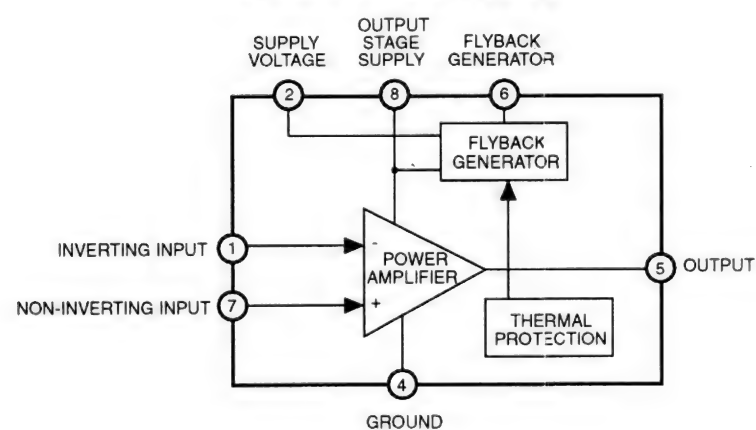 SUPPLY
VOLTAGE
OUTPUT
STAGE
SUPPLY
FLYBACK
GENERATOR
2
8
6
FLYBACK
GENERATOR
INVERTING INPUT
1
-
POWER
AMPLIFIER
5
OUTPUT
NON-INVERTING INPUT
7
+
THERMAL
PROTECTION
4
GROUND